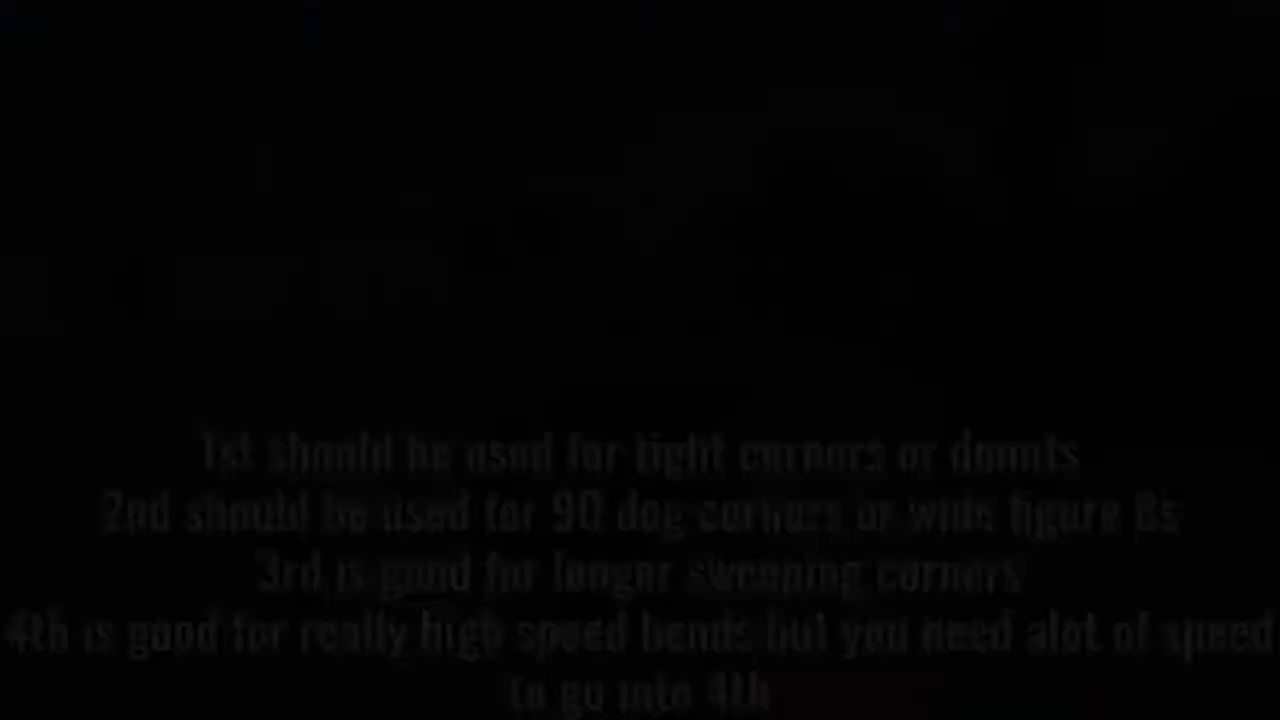 1st should be used for tight corners or donuts
2nd should be used for 90 deg corners or wide figure 8s
3rd is good for longer sweeping corners
4th is good for really high speed bends but you need alot of speed
to go into 4th